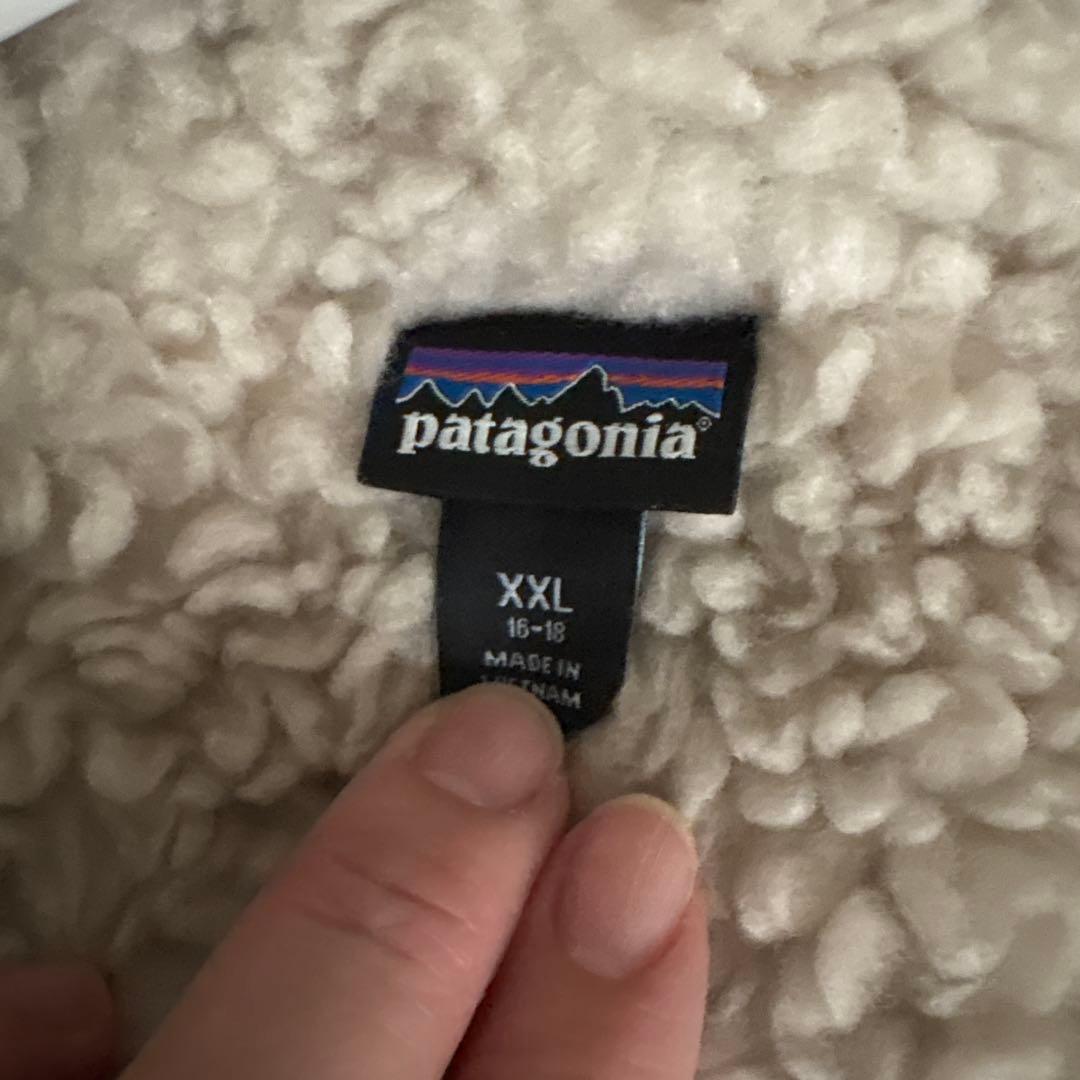 patagonia®
XXL
16-18
MADE IN
VIETNAM